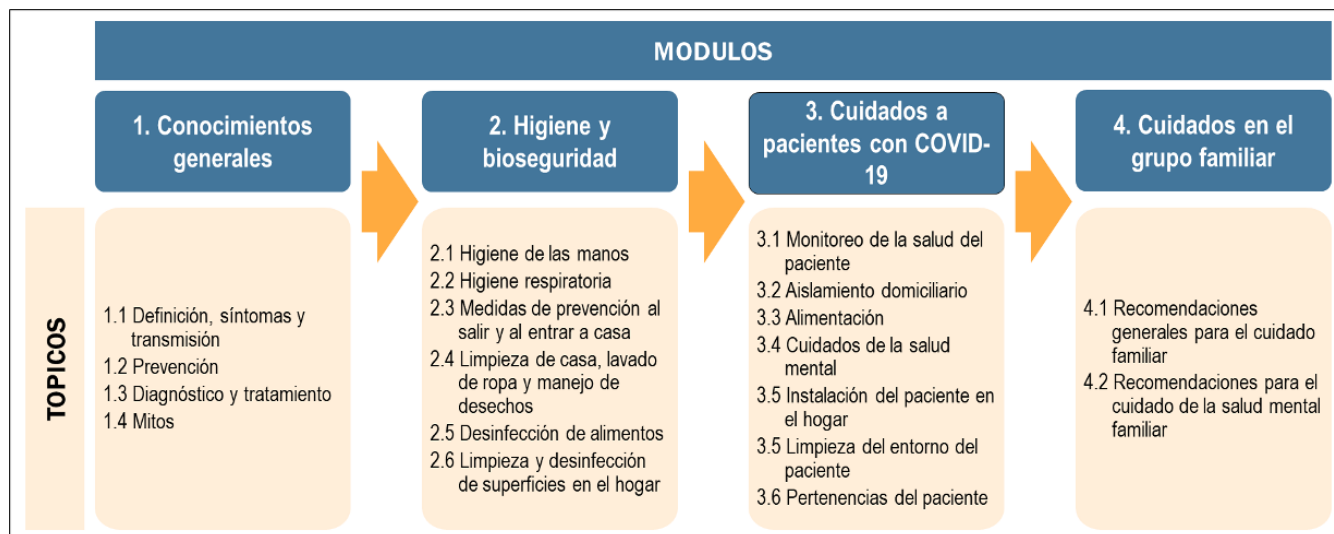 MODULOS
1. Conocimientos
generales
2. Higiene y
bioseguridad
3. Cuidados a
pacientes con COVID-
19
4. Cuidados en el
grupo familiar
TOPICOS
1.1 Definición, síntomas y
transmisión
1.2 Prevención
1.3 Diagnóstico y tratamiento
1.4 Mitos
2.1 Higiene de las manos
2.2 Higiene respiratoria
2.3 Medidas de prevención al
salir y al entrar a casa
2.4 Limpieza de casa, lavado
de ropa y manejo de
desechos
2.5 Desinfección de alimentos
2.6 Limpieza y desinfección
de superficies en el hogar
3.1 Monitoreo de la salud del
paciente
3.2 Aislamiento domiciliario
3.3 Alimentación
3.4 Cuidados de la salud
mental
3.5 Instalación del paciente en
el hogar
3.5 Limpieza del entorno del
paciente
3.6 Pertenencias del paciente
4.1 Recomendaciones
generales para el cuidado
familiar
4.2 Recomendaciones para el
cuidado de la salud mental
familiar